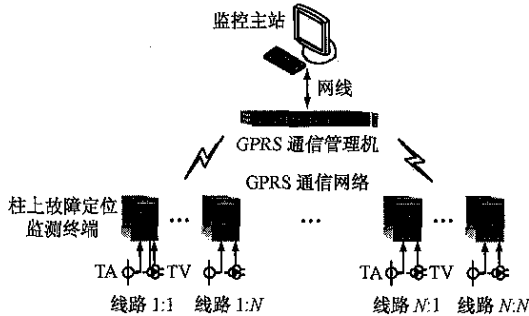 监控主站
网线
GPRS 通信管理机
GPRS 通信网络
柱上故障定位
监测终端
...
...
...
TA
TV
TA
TV
线路 1:1
线路 1:N
线路 N:1
线路 N:N